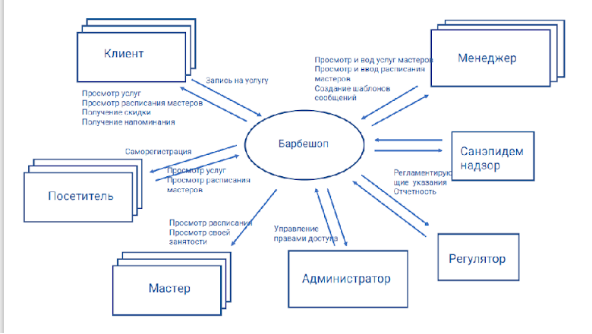 Клиент
Менеджер
Запись на услугу
Просмотр и вод услуг мастеров
Просмотр и ввод расписания
мастеров
Создание шаблонов
сообщений
Просмотр услуг
Просмотр расписания мастеров
Получение скидки
Получение напоминания
Барбешоп
Санэпидем
надзор
Саморегистрация
Просмотр услуг
Просмотр расписания
мастеров
Посетитель
Регламентирую
щие указания
Отчетность
Просмотр расписания
Просмотр своей
занятости
Управление
правами доступа
Регулятор
Мастер
Администратор